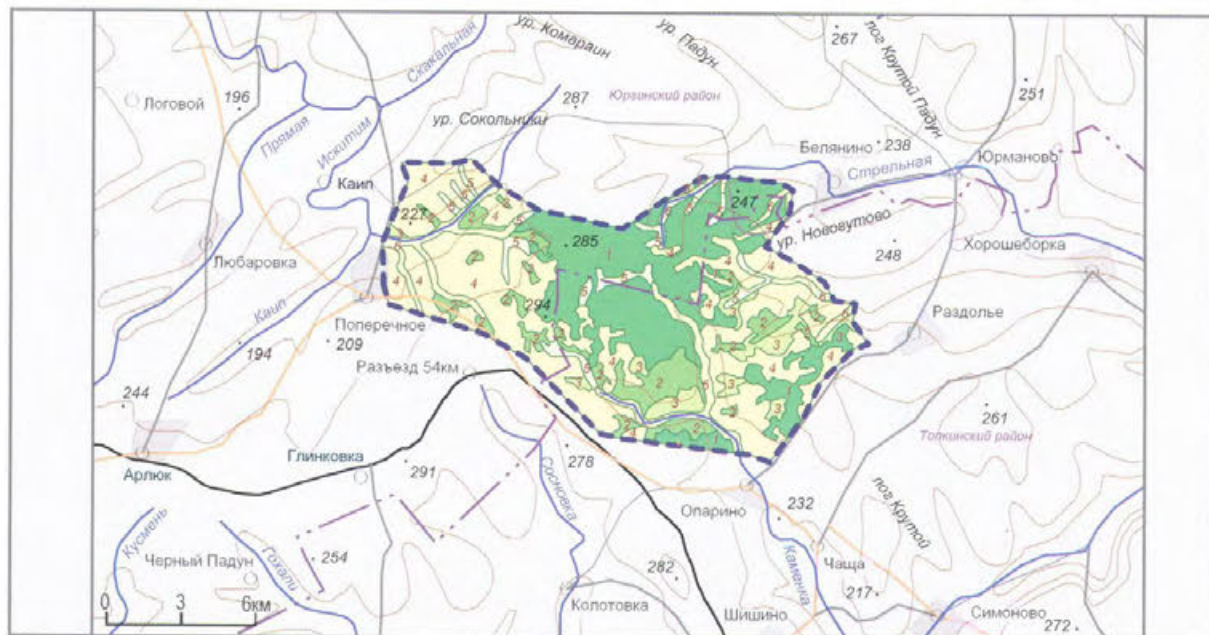 ур. Комараин
ур. Падун
267
лог Крутой Падун
251
Скакальная
Логовой
196
287
Юргинский район
ур. Сокольники
Прямая
Искитим
Белянино
238
Стрельная
Юрманово
Каип
227
247
ур. Нововутово
285
248
Хорошеборка
Любаровка
Каип
294
Поперечное
Раздолье
209
194
Разъезд 54км
244
261
Топкинский район
Арлюк
Глинковка
291
278
Сосновка
232
Опарино
лог Крутой
Кусмень
254
Черный Падун
Гохали
282
Чаща
Каменка
217
0 3 6км
Колотовка
Шишино
Симоново
272